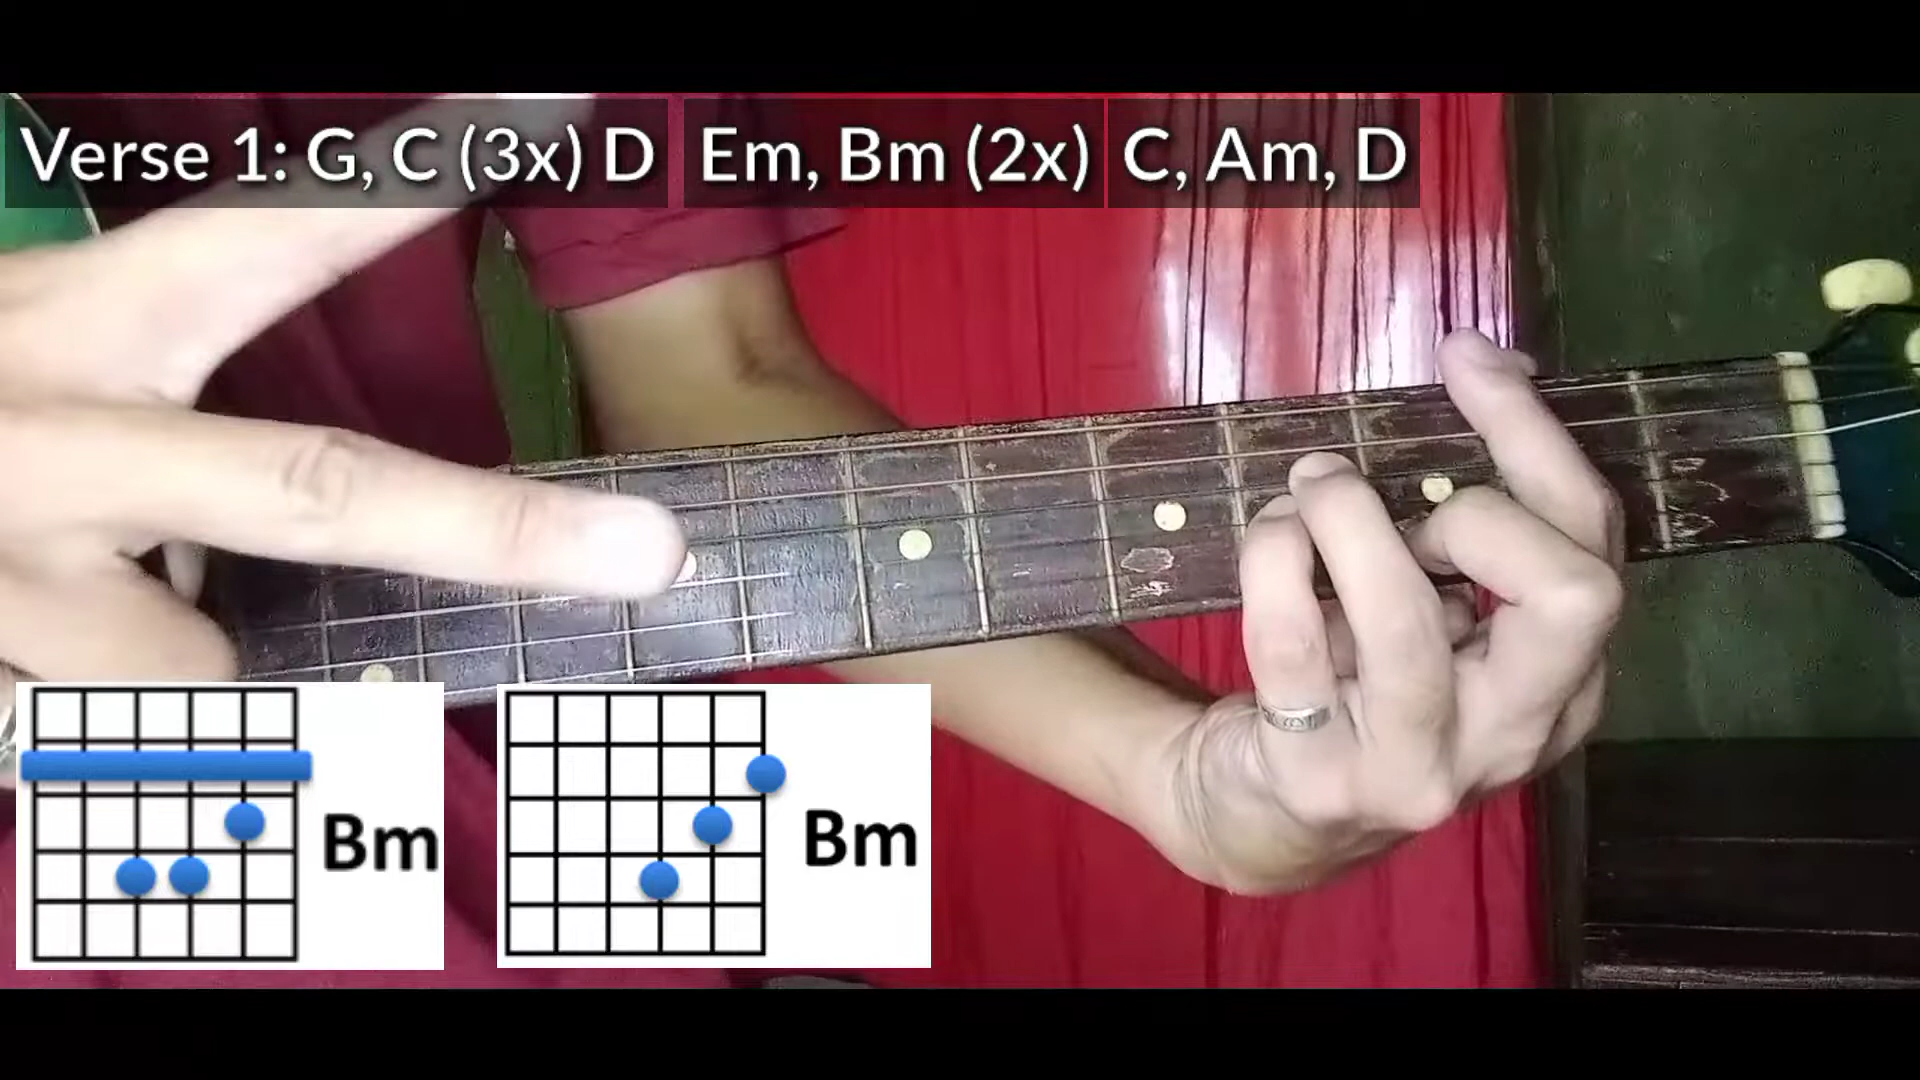 Verse 1: G, C (3x) D Em, Bm (2x) C, Am, D
Bm
Bm